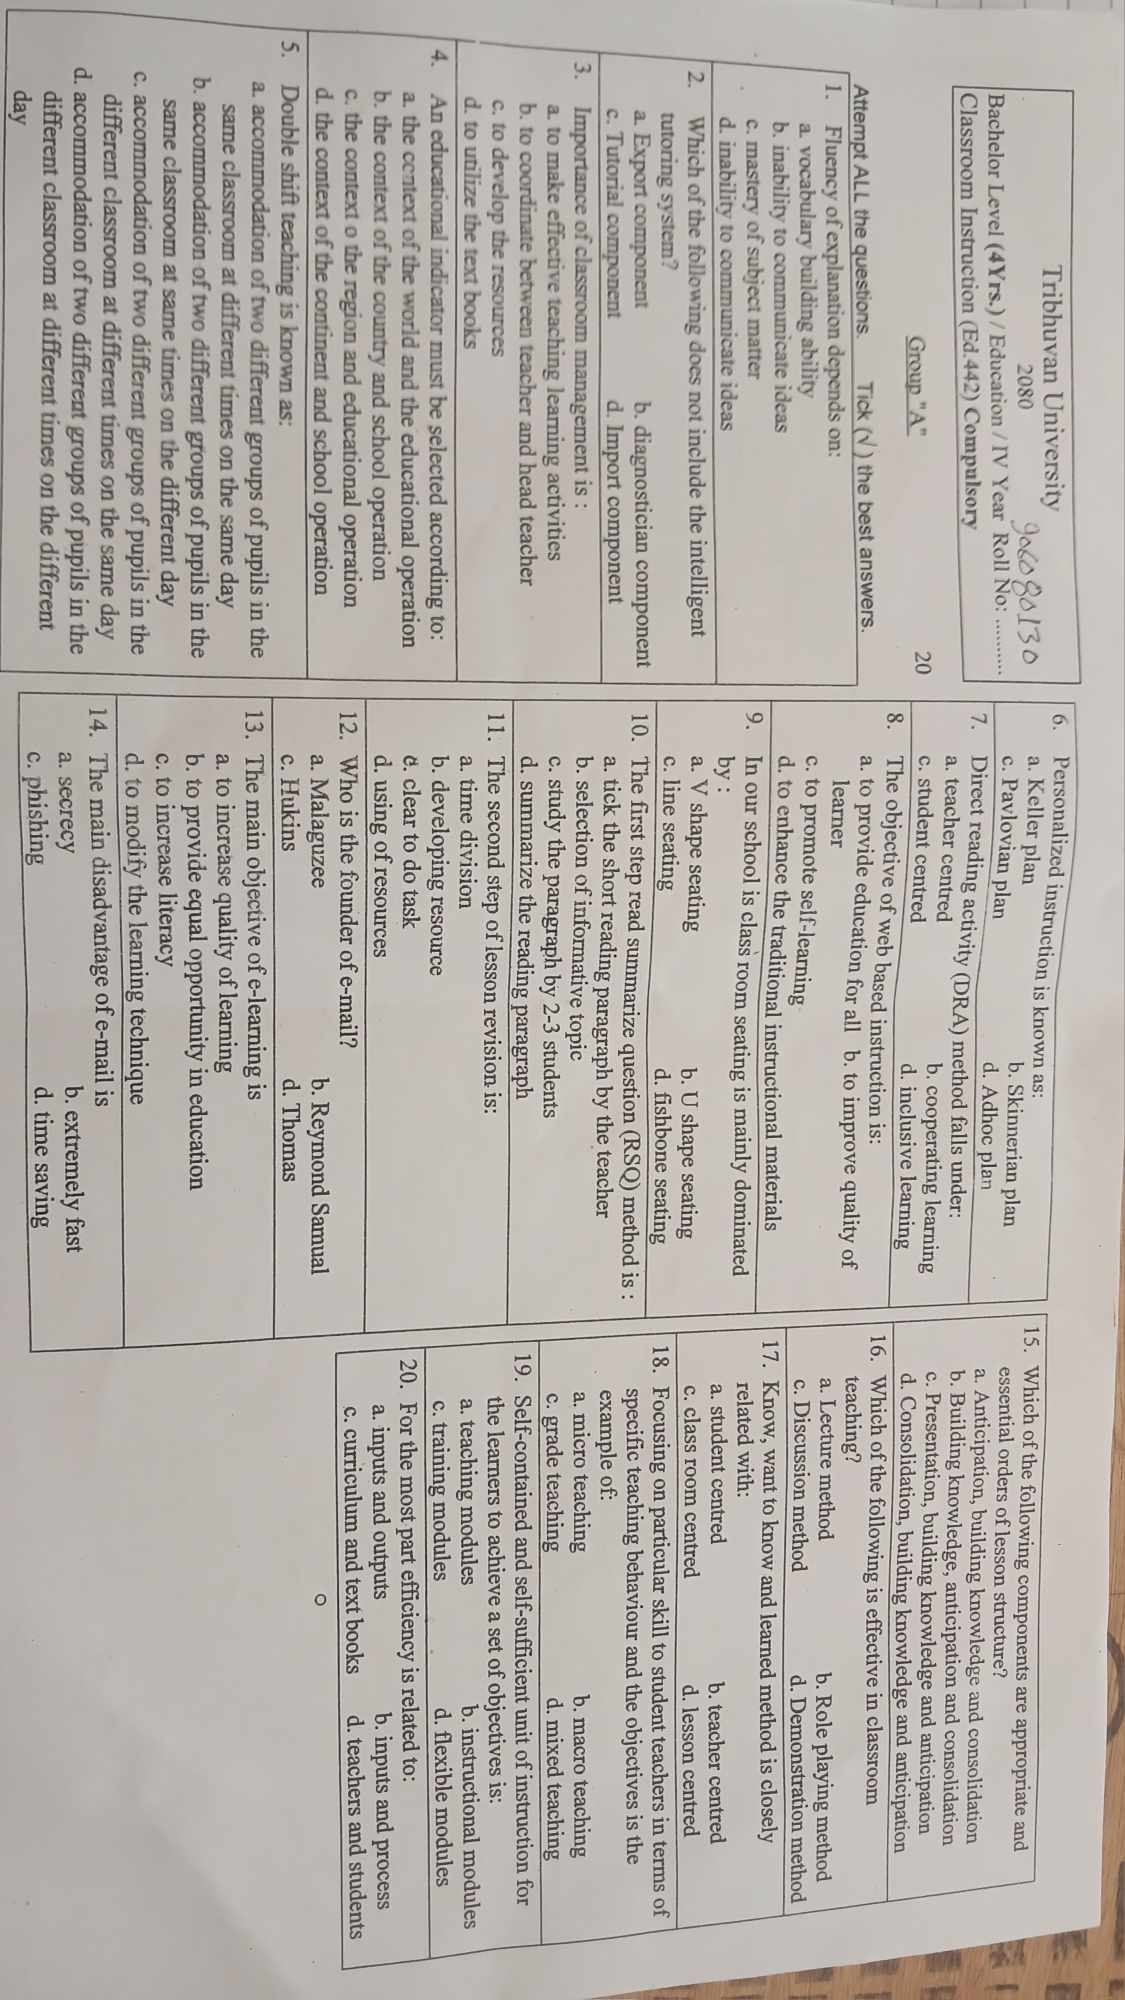 Tribhuvan University
2080
906080130
Bachelor Level (4Yrs.) / Education / IV Year Roll No: ..........
Classroom Instruction (Ed.442) Compulsory
Group "A" 20
Attempt ALL the questions. Tick (√) the best answers.
1. Fluency of explanation depends on:
a. vocabulary building ability
b. inability to communicate ideas
c. mastery of subject matter
d. inability to communicate ideas
2. Which of the following does not include the intelligent
tutoring system?
a. Export component b. diagnostician component
c. Tutorial component d. Import component
3. Importance of classroom management is :
a. to make effective teaching learning activities
b. to coordinate between teacher and head teacher
c. to develop the resources
d. to utilize the text books
4. An educational indicator must be selected according to:
a. the context of the world and the educational operation
b. the context of the country and school operation
c. the context o the region and educational operation
d. the context of the continent and school operation
5. Double shift teaching is known as:
a. accommodation of two different groups of pupils in the
same classroom at different times on the same day
b. accommodation of two different groups of pupils in the
same classroom at same times on the different day
c. accommodation of two different groups of pupils in the
different classroom at different times on the same day
d. accommodation of two different groups of pupils in the
different classroom at different times on the different
day
6. Personalized instruction is known as:
a. Keller plan b. Skinnerian plan
c. Pavlovian plan d. Adhoc plan
7. Direct reading activity (DRA) method falls under:
a. teacher centred b. cooperating learning
c. student centred d. inclusive learning
8. The objective of web based instruction is:
a. to provide education for all b. to improve quality of
learner
c. to promote self-learning
d. to enhance the traditional instructional materials
9. In our school is class room seating is mainly dominated
by :
a. V shape seating b. U shape seating
c. line seating d. fishbone seating
10. The first step read summarize question (RSQ) method is :
a. tick the short reading paragraph by the teacher
b. selection of informative topic
c. study the paragraph by 2-3 students
d. summarize the reading paragraph
11. The second step of lesson revision is:
a. time division
b. developing resource
c. clear to do task
d. using of resources
12. Who is the founder of e-mail?
a. Malaguzee b. Reymond Samual
c. Hukins d. Thomas
13. The main objective of e-learning is
a. to increase quality of learning
b. to provide equal opportunity in education
c. to increase literacy
d. to modify the learning technique
14. The main disadvantage of e-mail is
a. secrecy b. extremely fast
c. phishing d. time saving
15. Which of the following components are appropriate and
essential orders of lesson structure?
a. Anticipation, building knowledge and consolidation
b. Building knowledge, anticipation and consolidation
c. Presentation, building knowledge and anticipation
d. Consolidation, building knowledge and anticipation
16. Which of the following is effective in classroom
teaching?
a. Lecture method b. Role playing method
c. Discussion method d. Demonstration method
17. Know, want to know and learned method is closely
related with:
a. student centred b. teacher centred
c. class room centred d. lesson centred
18. Focusing on particular skill to student teachers in terms of
specific teaching behaviour and the objectives is the
example of:
a. micro teaching b. macro teaching
c. grade teaching d. mixed teaching
19. Self-contained and self-sufficient unit of instruction for
the learners to achieve a set of objectives is:
a. teaching modules b. instructional modules
c. training modules d. flexible modules
20. For the most part efficiency is related to:
a. inputs and outputs b. inputs and process
c. curriculum and text books d. teachers and students